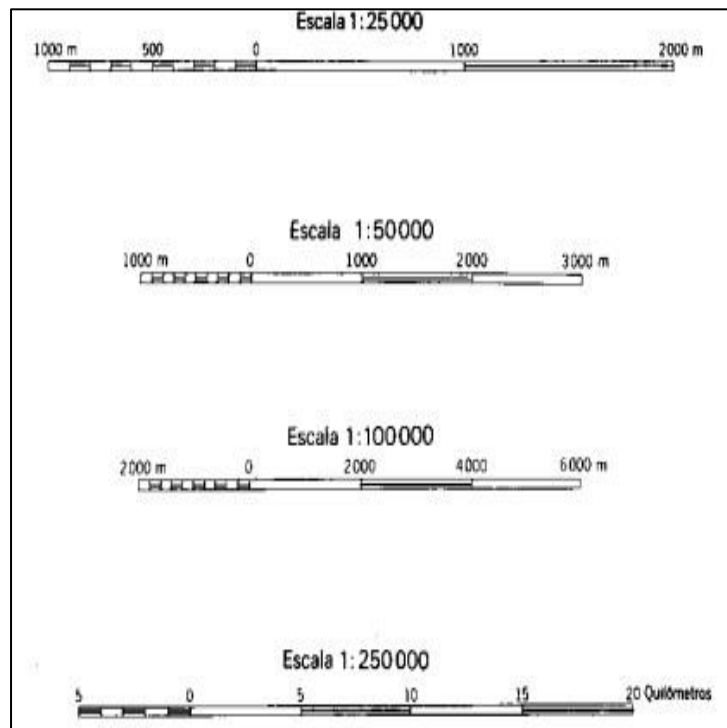 Escala 1:25000
1000 m 500 0 1000 2000 m
Escala 1:50000
1000 m 0 1000 2000 3000 m
Escala 1:100000
2000 m 0 2000 4000 6000 m
Escala 1:250000
5 0 5 10 15 20 Quilômetros